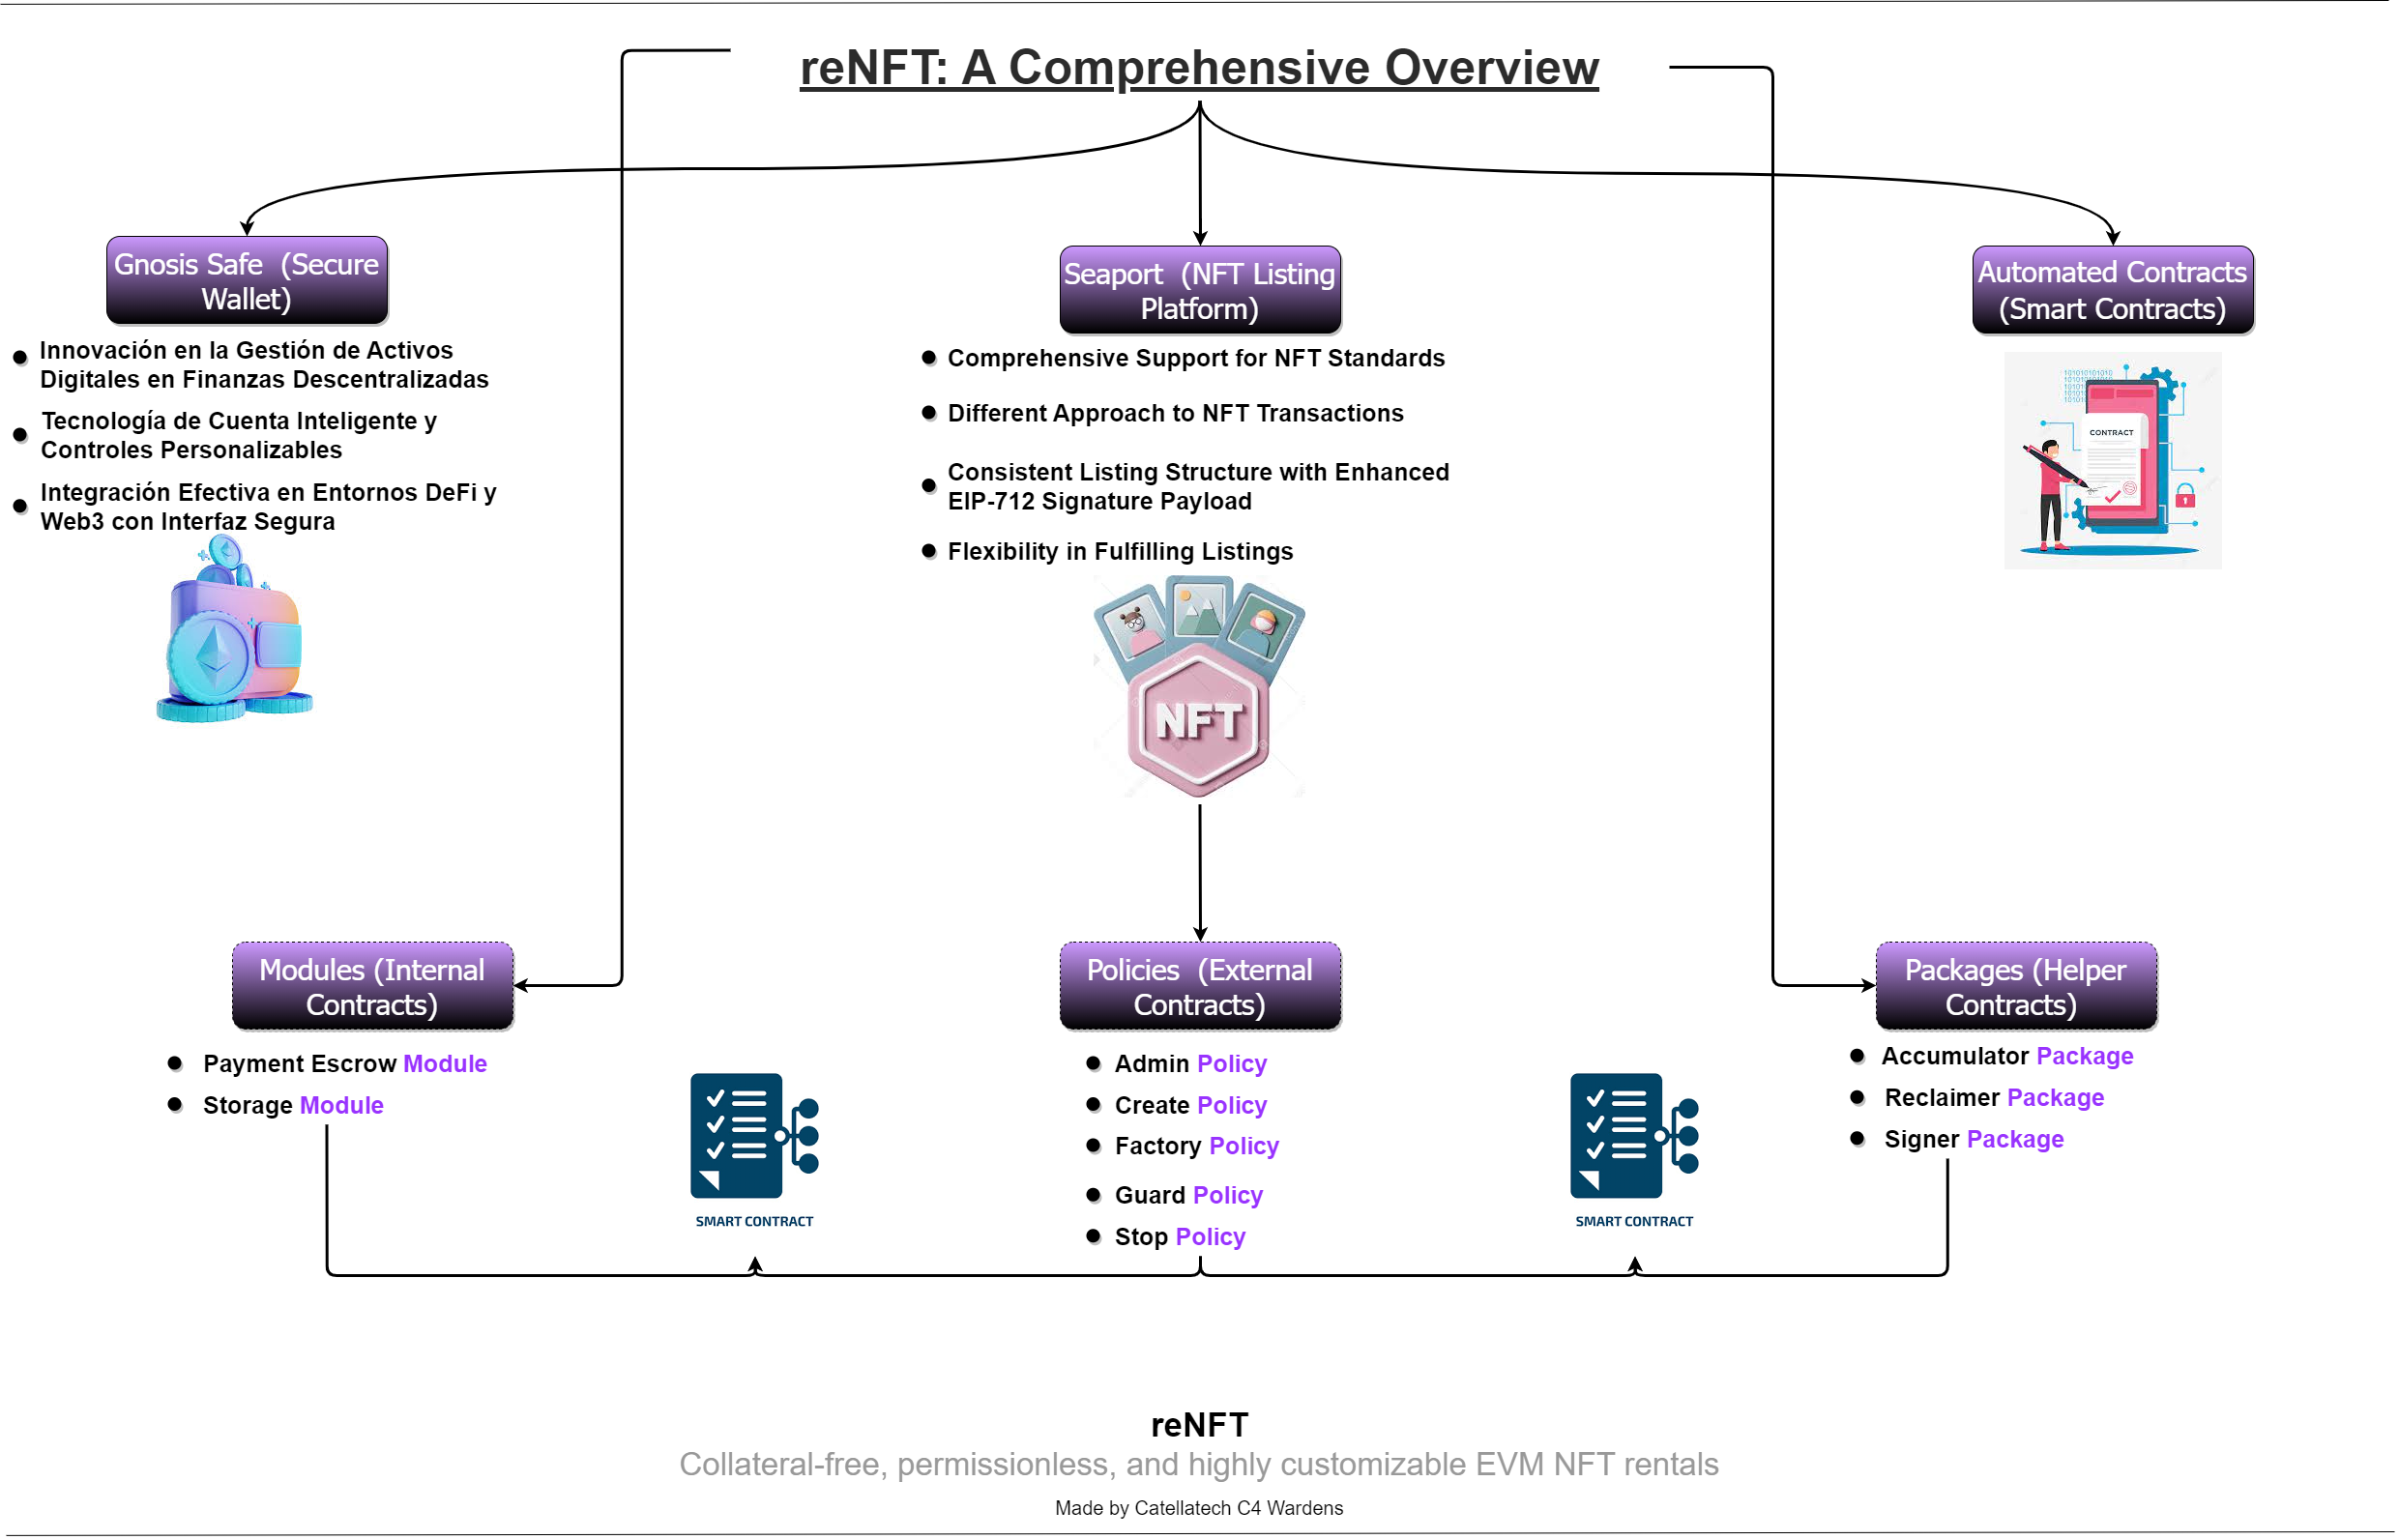 reNFT: A Comprehensive Overview
Gnosis Safe (Secure
Wallet)
Innovación en la Gestión de Activos
Digitales en Finanzas Descentralizadas
Tecnología de Cuenta Inteligente y
Controles Personalizables
Integración Efectiva en Entornos DeFi y
Web3 con Interfaz Segura
Seaport (NFT Listing
Platform)
Comprehensive Support for NFT Standards
Different Approach to NFT Transactions
Consistent Listing Structure with Enhanced
EIP-712 Signature Payload
Flexibility in Fulfilling Listings
NFT
Automated Contracts
(Smart Contracts)
101010101010
CONTRACT
Modules (Internal
Contracts)
Payment Escrow Module
Storage Module
SMART CONTRACT
Policies (External
Contracts)
Admin Policy
Create Policy
Factory Policy
Guard Policy
Stop Policy
SMART CONTRACT
Packages (Helper
Contracts)
Accumulator Package
Reclaimer Package
Signer Package
reNFT
Collateral-free, permissionless, and highly customizable EVM NFT rentals
Made by Catellatech C4 Wardens